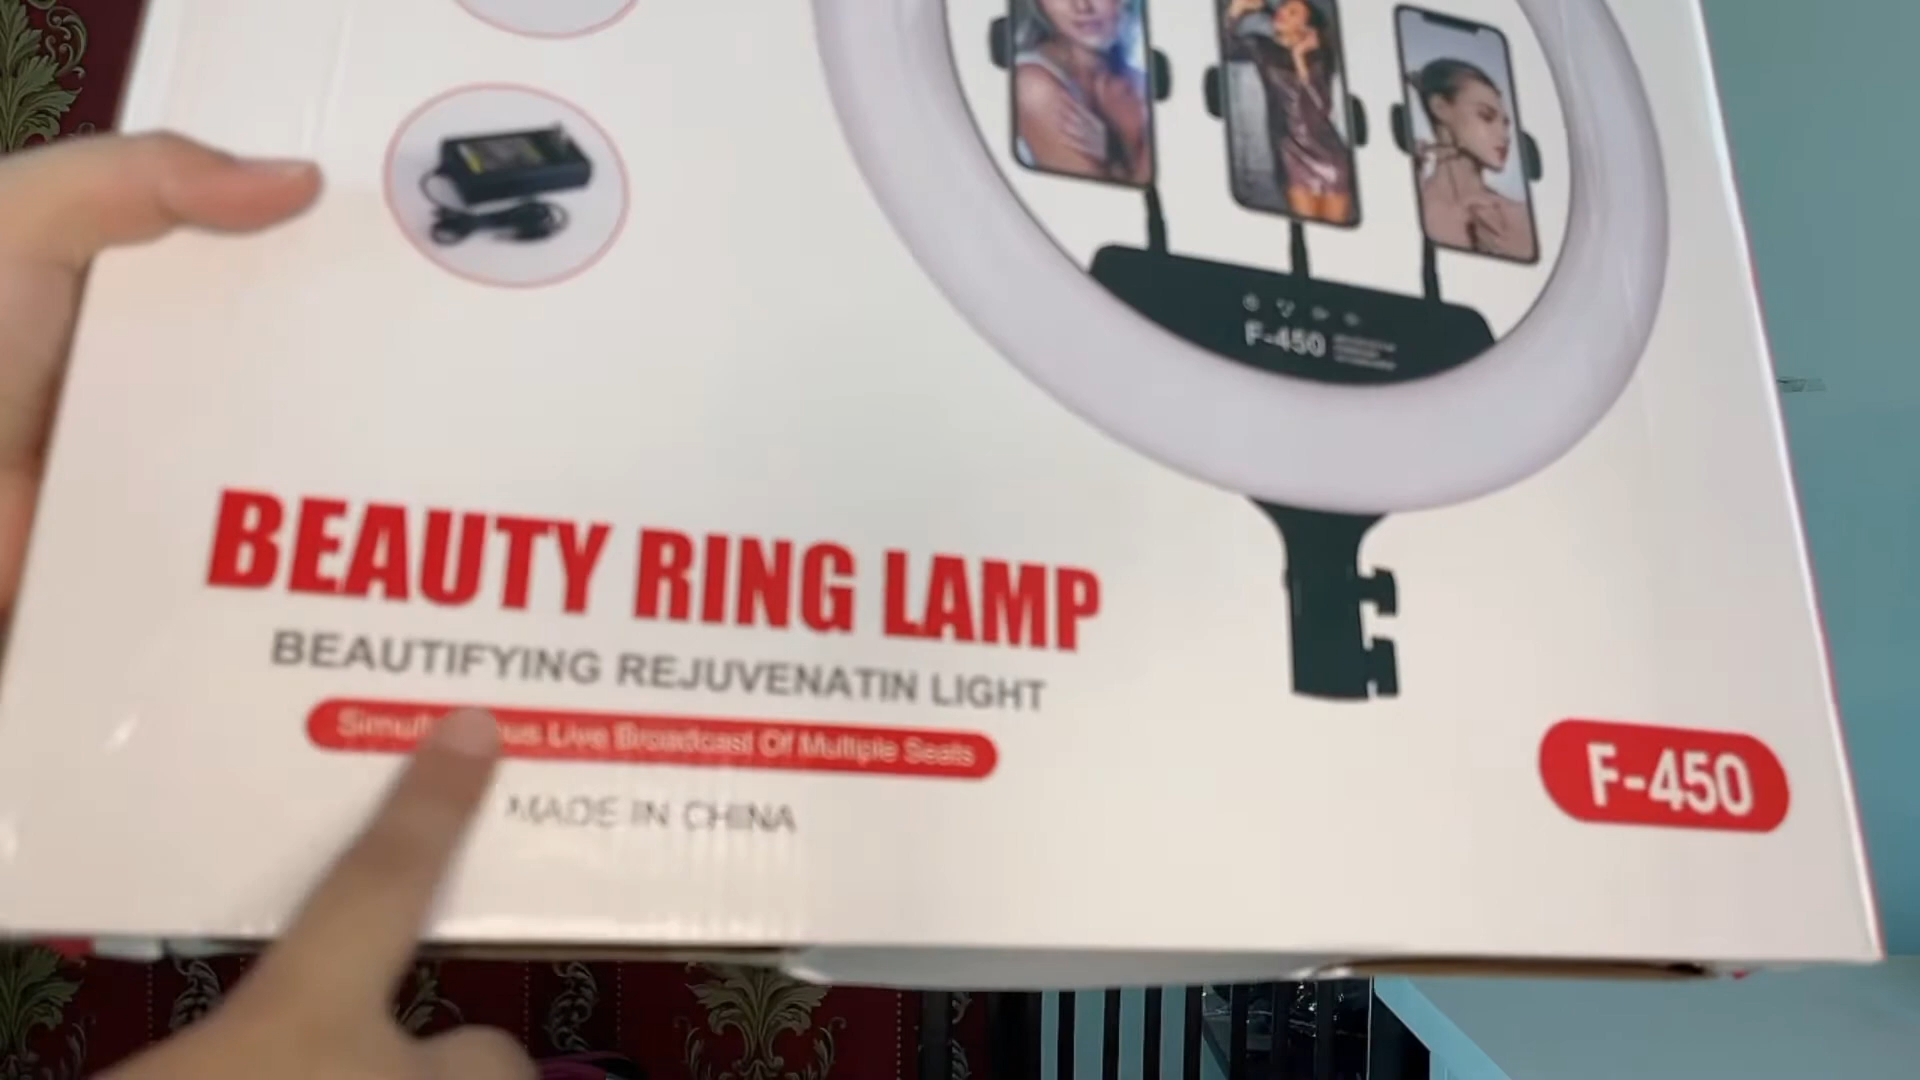 F-450
BEAUTY RING LAMP
BEAUTIFYING REJUVENATIN LIGHT
Live Broadcast Of Multiple Seats
MADE IN CHINA
F-450